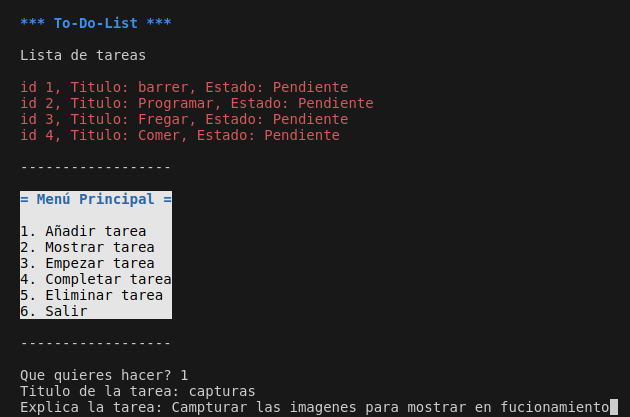 *** To-Do-List ***
Lista de tareas
id 1, Titulo: barrer, Estado: Pendiente
id 2, Titulo: Programar, Estado: Pendiente
id 3, Titulo: Fregar, Estado: Pendiente
id 4, Titulo: Comer, Estado: Pendiente
------------------
= Menú Principal =
1. Añadir tarea
2. Mostrar tarea
3. Empezar tarea
4. Completar tarea
5. Eliminar tarea
6. Salir
------------------
Que quieres hacer? 1
Titulo de la tarea: capturas
Explica la tarea: Campturar las imagenes para mostrar en fucionamiento